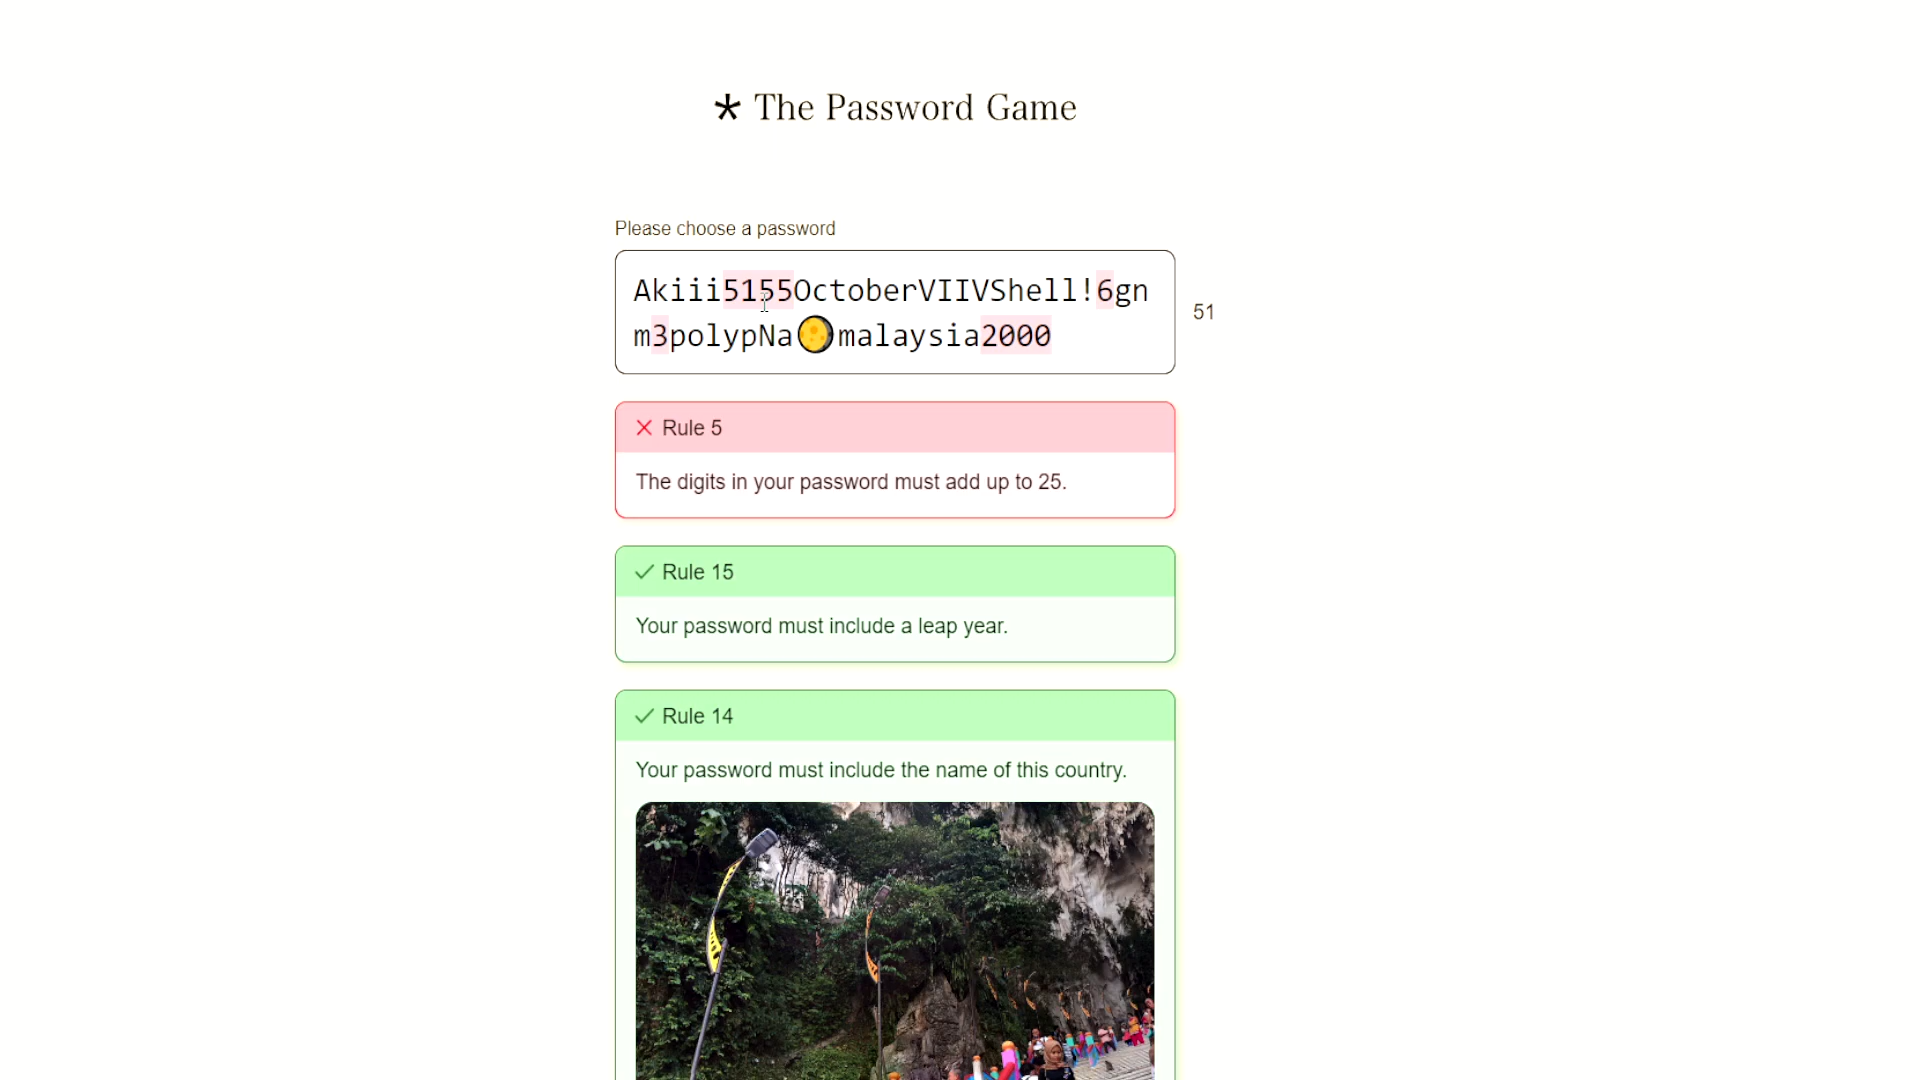 * The Password Game
Please choose a password
Akiii5155OctoberVIIVShell!6gn
m3polypNa🌖malaysia2000
51
Rule 5
The digits in your password must add up to 25.
Rule 15
Your password must include a leap year.
Rule 14
Your password must include the name of this country.